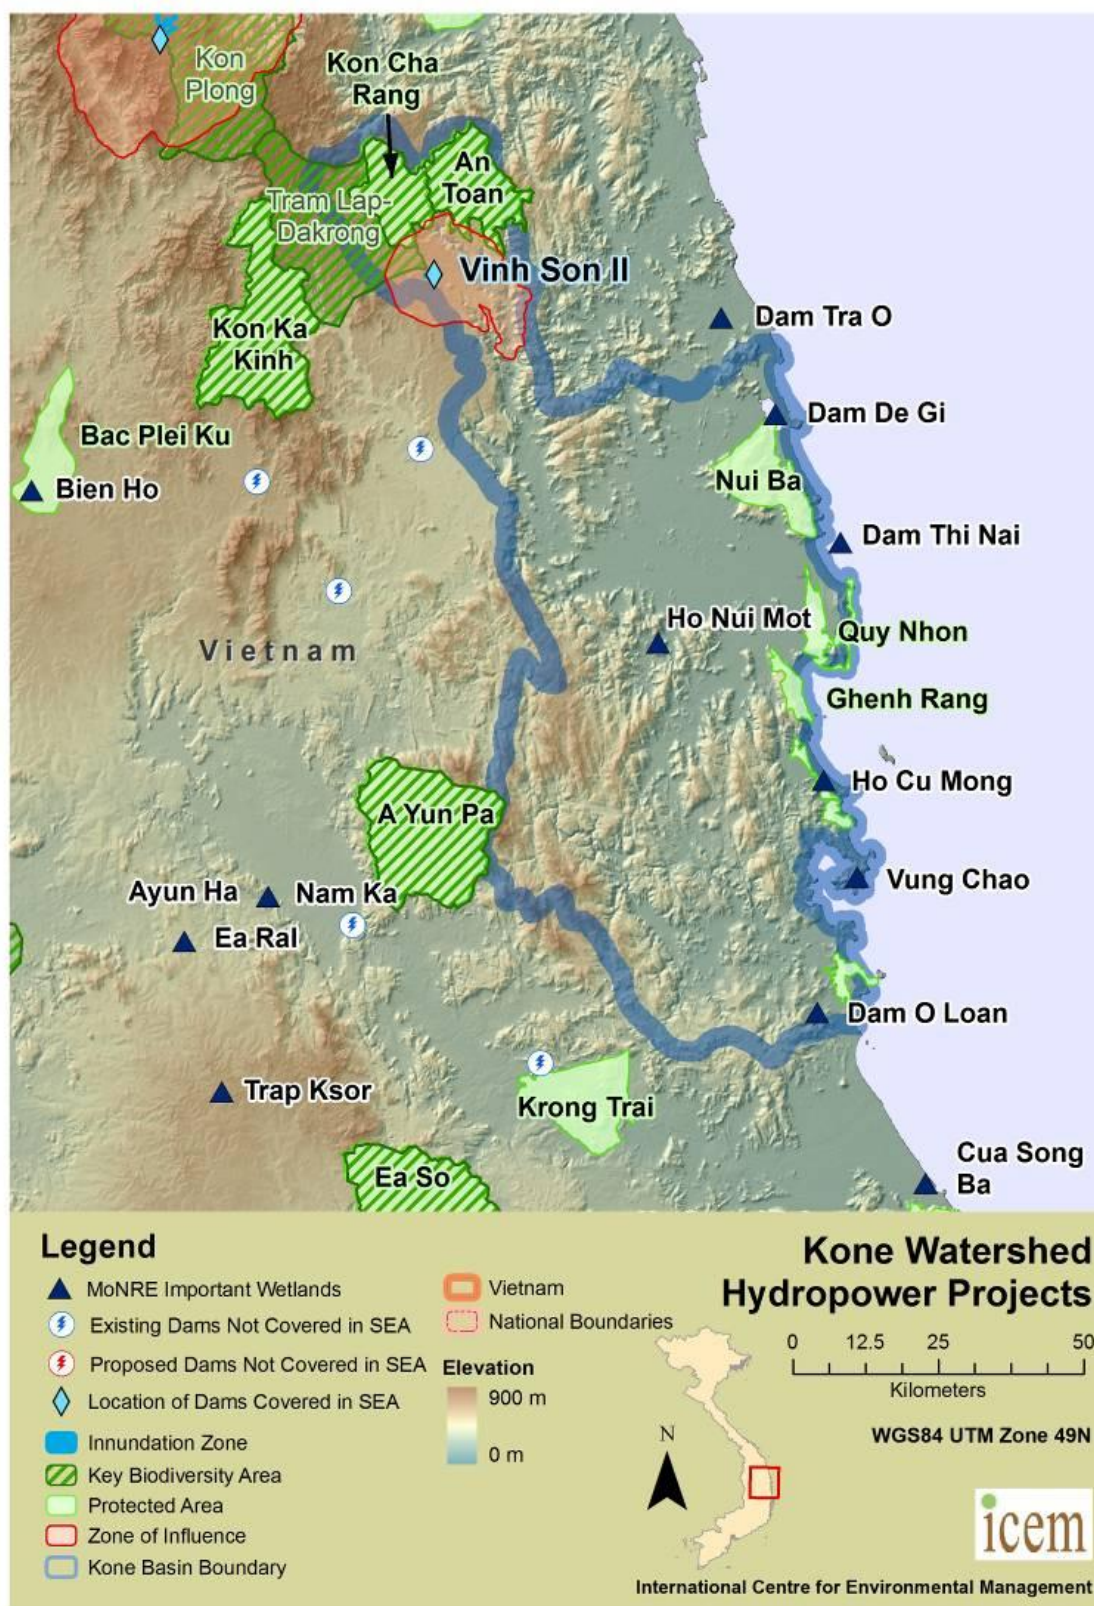 Kon
Plong
Kon Cha
Rang
An
Toan
Tram Lap-
Dakrong
Vinh Son II
Kon Ka
Kinh
Dam Tra O
Dam De Gi
Bac Plei Ku
Nui Ba
Bien Ho
Dam Thi Nai
Ho Nui Mot
Quy Nhon
Vietnam
Ghenh Rang
Ho Cu Mong
A Yun Pa
Vung Chao
Ayun Ha
Nam Ka
Ea Ral
Dam O Loan
Trap Ksor
Krong Trai
Cua Song
Ba
Ea So
Legend
MoNRE Important Wetlands
Existing Dams Not Covered in SEA
Proposed Dams Not Covered in SEA
Location of Dams Covered in SEA
Innundation Zone
Key Biodiversity Area
Protected Area
Zone of Influence
Kone Basin Boundary
Vietnam
National Boundaries
Elevation
900 m
0 m
Kone Watershed
Hydropower Projects
0 12.5 25 50
Kilometers
N
WGS84 UTM Zone 49N
icem
International Centre for Environmental Management